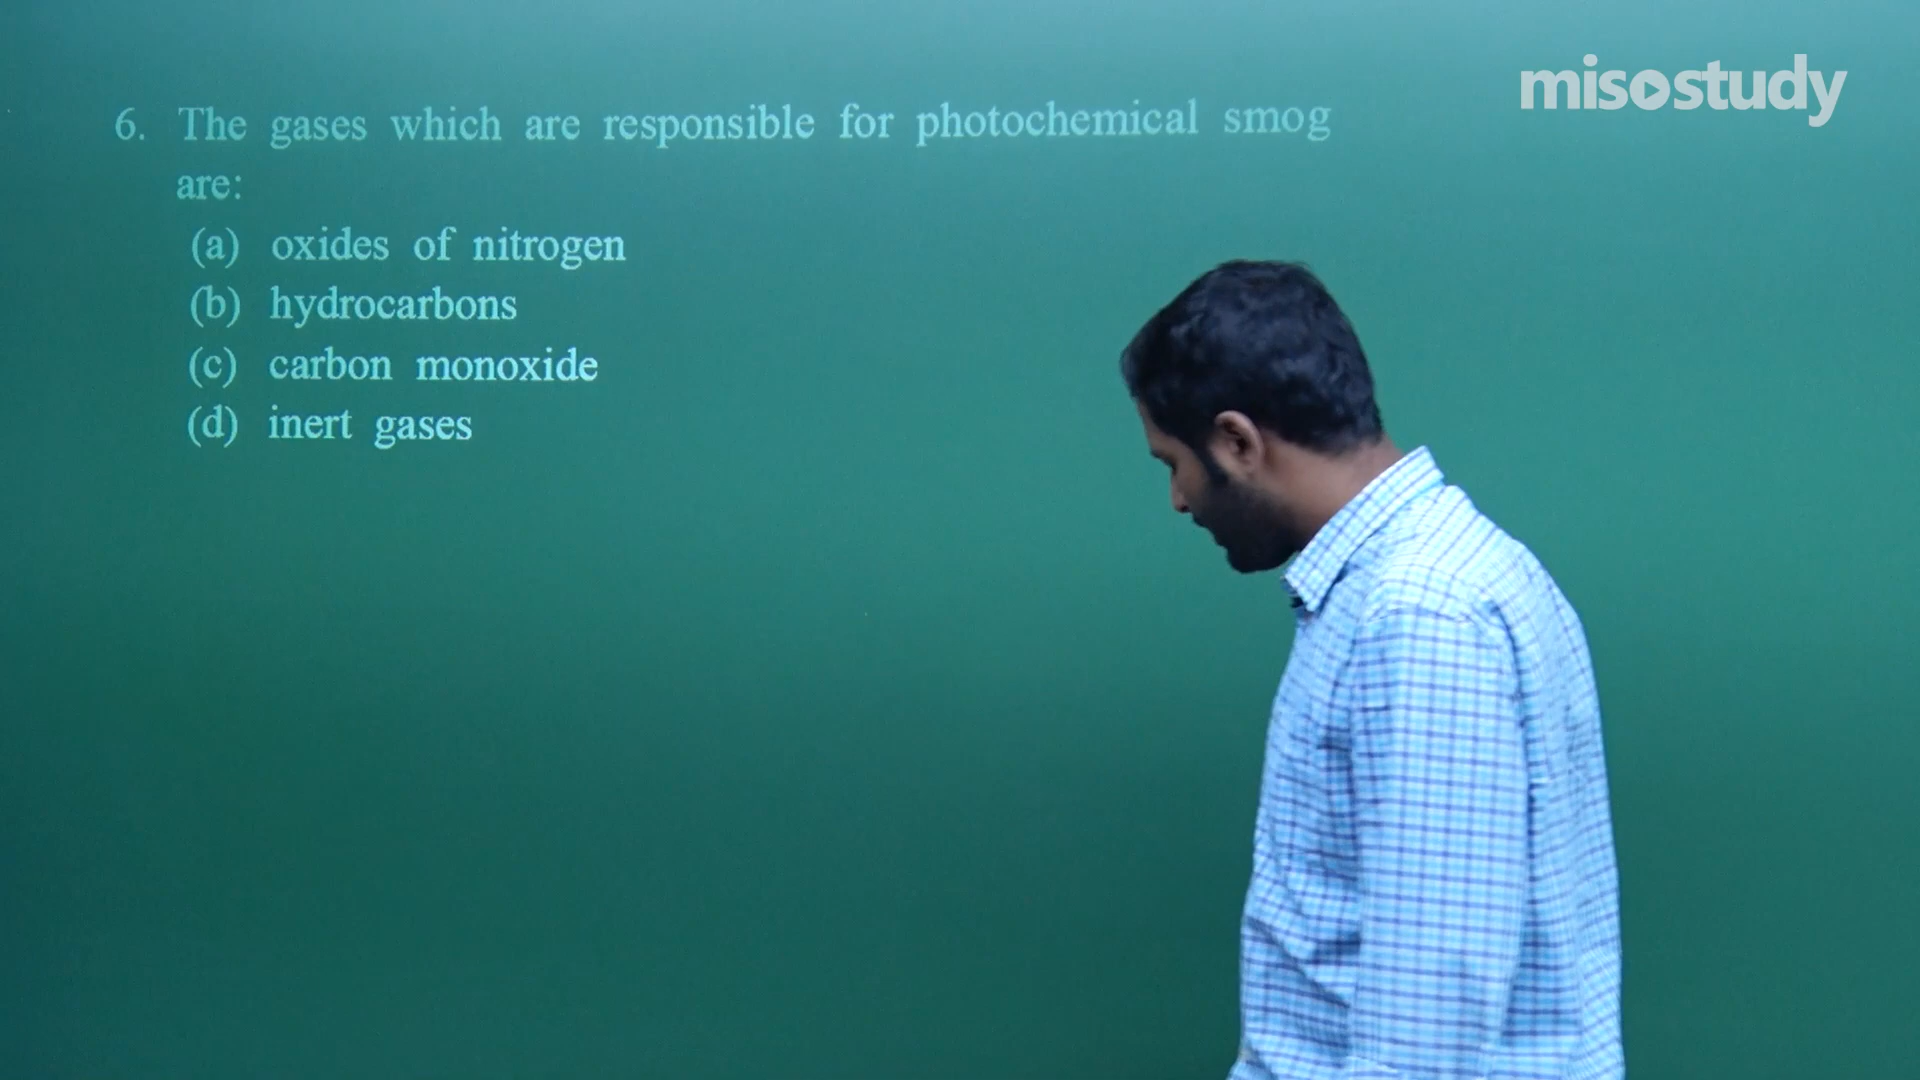 misostudy
6. The gases which are responsible for photochemical smog
are:
(a) oxides of nitrogen
(b) hydrocarbons
(c) carbon monoxide
(d) inert gases